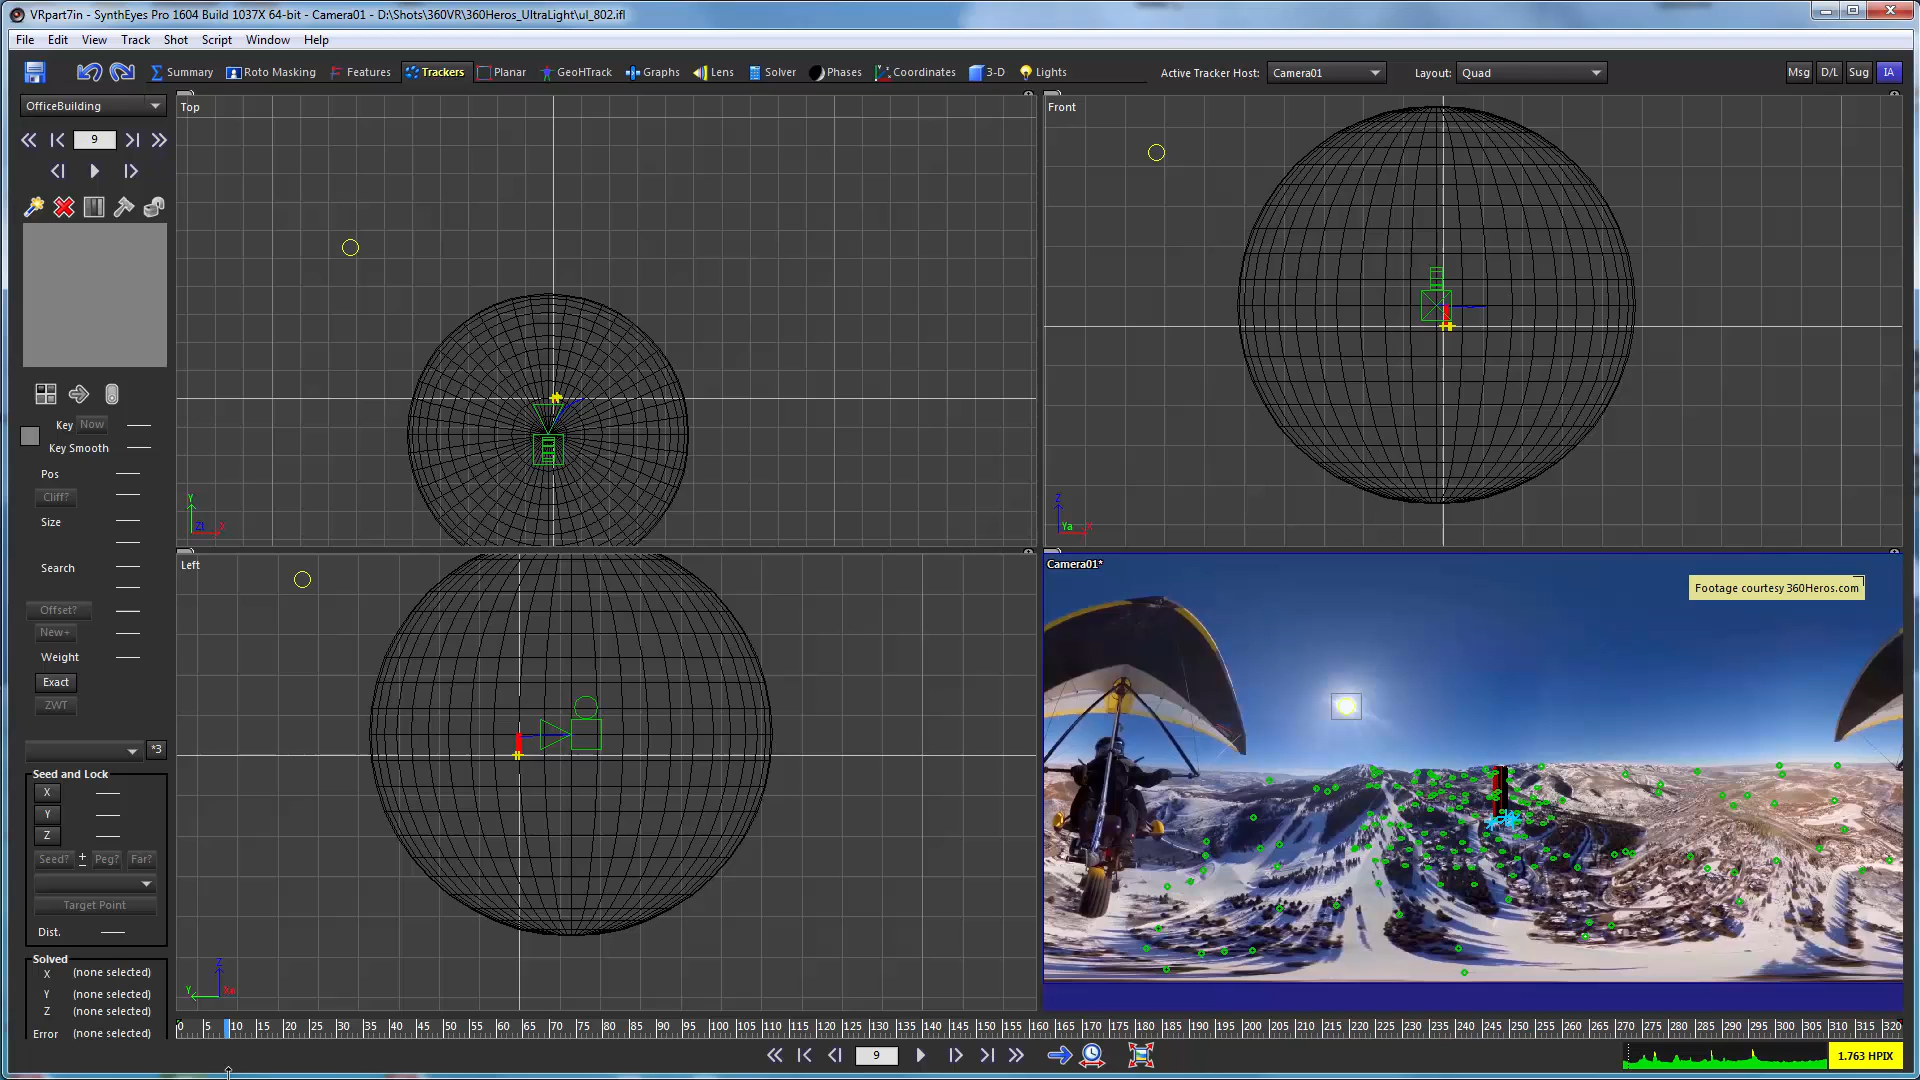 VRpart7in - SynthEyes Pro 1604 Build 1037X 64-bit - Camera01 - D:\Shots\360VR\360Heros_UltraLight\ul_802.ifl
File Edit View Track Shot Script Window Help
Summary Roto Masking Features Trackers Planar GeoHTrack Graphs Lens Solver Phases Coordinates 3-D Lights Active Tracker Host: Camera01 Layout: Quad Msg D/L Sug IA
OfficeBuilding
9
Key Now
Key Smooth
Pos
Cliff?
Size
Search
Offset?
New+
Weight
Exact
ZWT
*3
Seed and Lock
X
Y
Z
Seed? Peg? Far?
Target Point
Dist.
Solved
X (none selected)
Y (none selected)
Z (none selected)
Error (none selected)
Top
Y
Zt X
Front
Z
Ya X
Left
Z
Y Xa
Camera01*
Footage courtesy 360Heros.com
0 5 10 15 20 25 30 35 40 45 50 55 60 65 70 75 80 85 90 95 100 105 110 115 120 125 130 135 140 145 150 155 160 165 170 175 180 185 190 195 200 205 210 215 220 225 230 235 240 245 250 255 260 265 270 275 280 285 290 295 300 305 310 315 320
9
1.763 HPIX